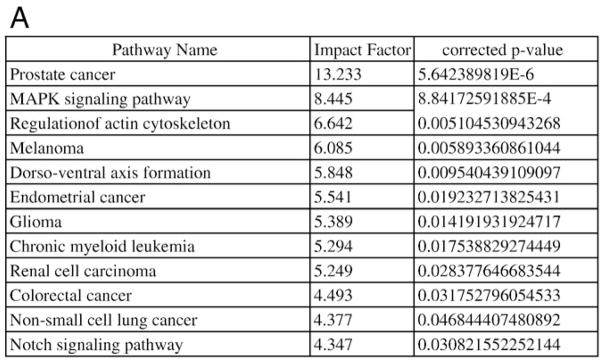 A
Pathway Name Impact Factor corrected p-value
Prostate cancer 13.233 5.642389819E-6
MAPK signaling pathway 8.445 8.84172591885E-4
Regulationof actin cytoskeleton 6.642 0.005104530943268
Melanoma 6.085 0.005893360861044
Dorso-ventral axis formation 5.848 0.009540439109097
Endometrial cancer 5.541 0.019232713825431
Glioma 5.389 0.014191931924717
Chronic myeloid leukemia 5.294 0.017538829274449
Renal cell carcinoma 5.249 0.028377646683544
Colorectal cancer 4.493 0.031752796054533
Non-small cell lung cancer 4.377 0.046844407480892
Notch signaling pathway 4.347 0.030821552252144